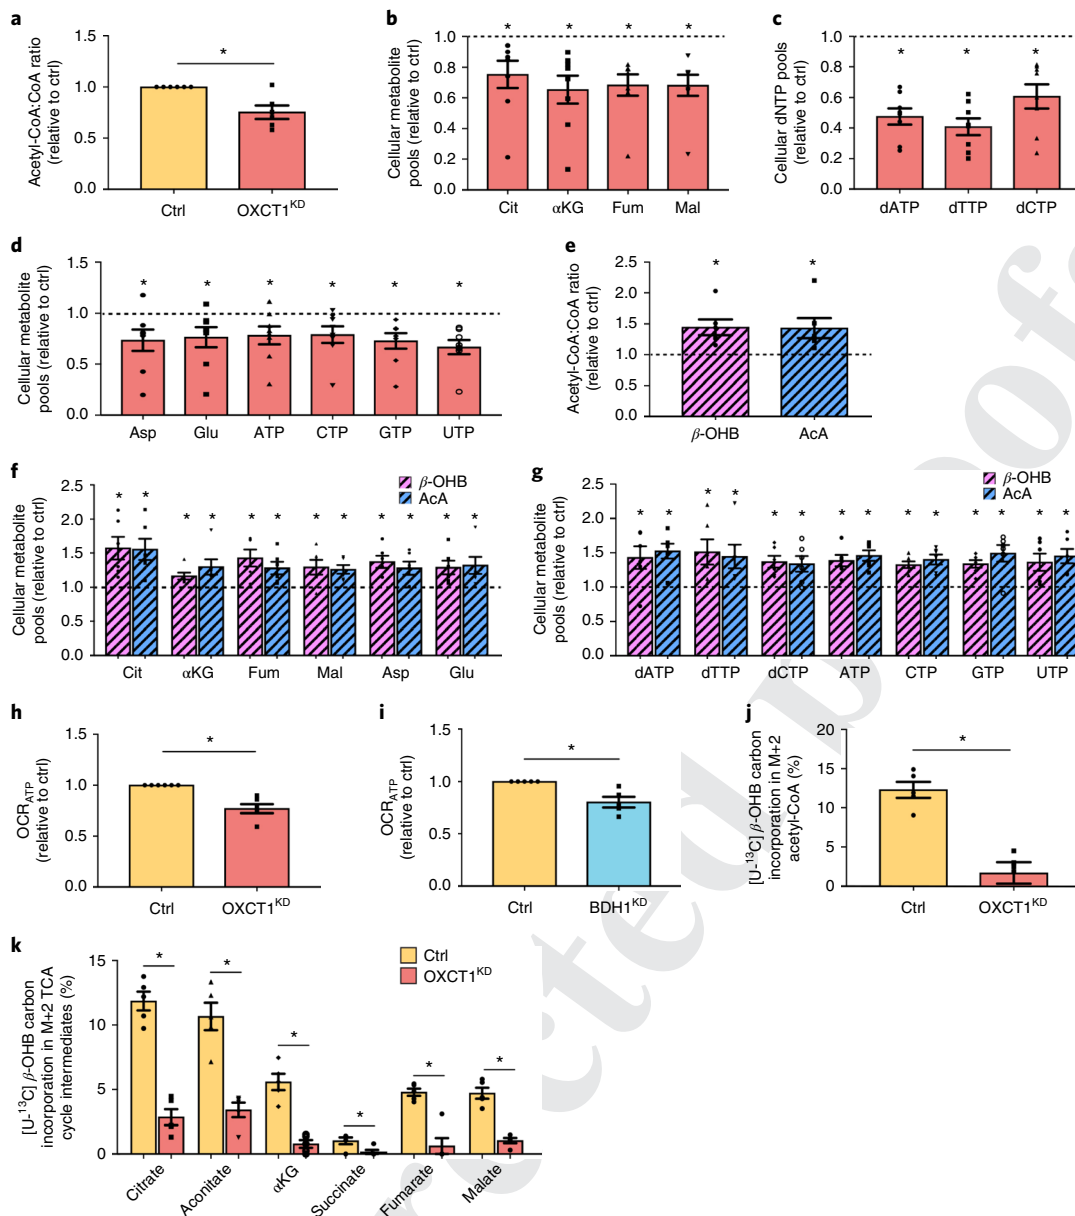 a
Acetyl-CoA:CoA ratio
(relative to ctrl)
1.5
1.0
0.5
0.0
*
Ctrl
OXCT1KD
b
Cellular metabolite
pools (relative to ctrl)
1.0
0.8
0.6
0.4
0.2
0.0
* * * *
Cit αKG Fum Mal
c
Cellular dNTP pools
(relative to ctrl)
1.0
0.8
0.6
0.4
0.2
0.0
* * *
dATP dTTP dCTP
d
Cellular metabolite
pools (relative to ctrl)
1.5
1.0
0.5
0.0
* * * * * *
Asp Glu ATP CTP GTP UTP
e
Acetyl-CoA:CoA ratio
(relative to ctrl)
2.5
2.0
1.5
1.0
0.5
0.0
* *
β-OHB AcA
f
Cellular metabolite
pools (relative to ctrl)
2.5
2.0
1.5
1.0
0.5
0.0
β-OHB
AcA
* * * * * * * * * * * *
Cit αKG Fum Mal Asp Glu
g
Cellular metabolite
pools (relative to ctrl)
2.5
2.0
1.5
1.0
0.5
0.0
β-OHB
AcA
* * * * * * * * * * * * * *
dATP dTTP dCTP ATP CTP GTP UTP
h
OCRATP
(relative to ctrl)
1.5
1.0
0.5
0.0
*
Ctrl
OXCT1KD
i
OCRATP
(relative to ctrl)
1.5
1.0
0.5
0.0
*
Ctrl
BDH1KD
j
[U-13C] β-OHB carbon
incorporation in M+2
acetyl-CoA (%)
20
15
10
5
0
*
Ctrl
OXCT1KD
k
[U-13C] β-OHB carbon
incorporation in M+2 TCA
cycle intermediates (%)
15
10
5
0
Ctrl
OXCT1KD
* * * * * *
Citrate
Aconitate
αKG
Succinate
Fumarate
Malate